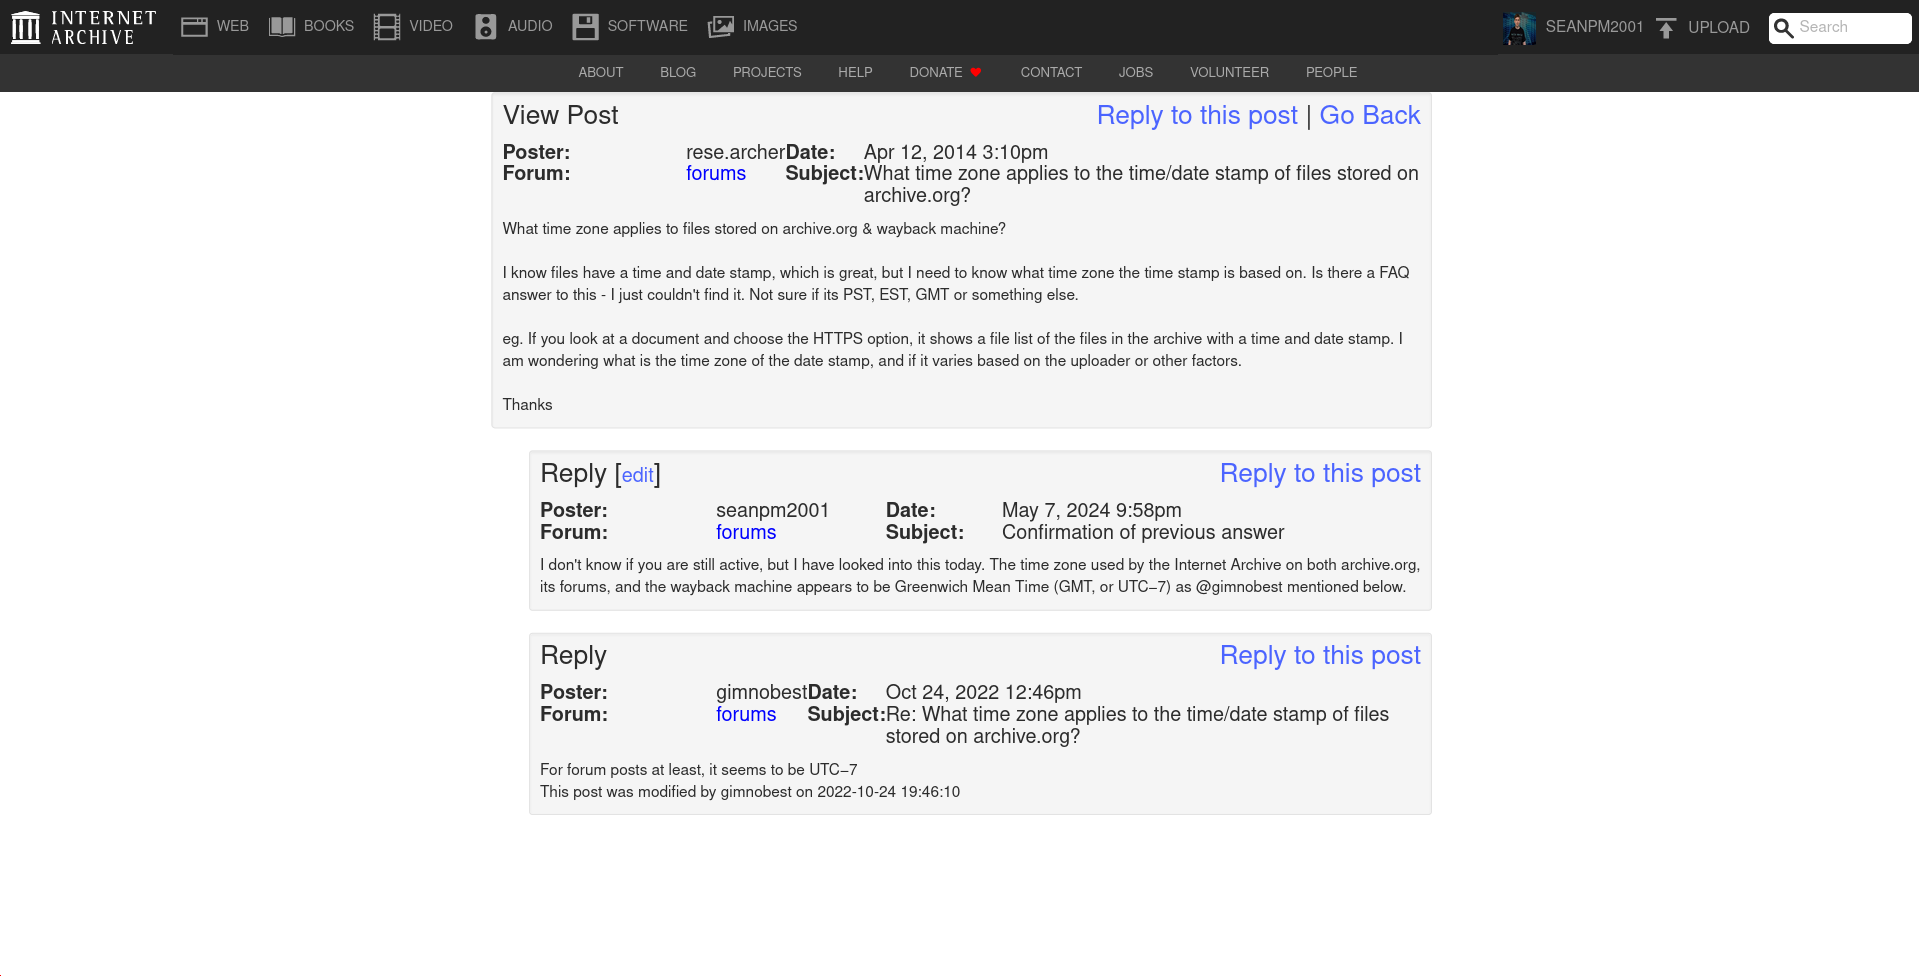 INTERNET
ARCHIVE
WEB
BOOKS
VIDEO
AUDIO
SOFTWARE
IMAGES
SEANPM2001
UPLOAD
Search
ABOUT
BLOG
PROJECTS
HELP
DONATE
CONTACT
JOBS
VOLUNTEER
PEOPLE
View Post
Reply to this post | Go Back
Poster: rese.archer Date: Apr 12, 2014 3:10pm
Forum: forums Subject: What time zone applies to the time/date stamp of files stored on
archive.org?
What time zone applies to files stored on archive.org & wayback machine?
I know files have a time and date stamp, which is great, but I need to know what time zone the time stamp is based on. Is there a FAQ
answer to this - I just couldn't find it. Not sure if its PST, EST, GMT or something else.
eg. If you look at a document and choose the HTTPS option, it shows a file list of the files in the archive with a time and date stamp. I
am wondering what is the time zone of the date stamp, and if it varies based on the uploader or other factors.
Thanks
Reply [edit]
Reply to this post
Poster: seanpm2001 Date: May 7, 2024 9:58pm
Forum: forums Subject: Confirmation of previous answer
I don't know if you are still active, but I have looked into this today. The time zone used by the Internet Archive on both archive.org,
its forums, and the wayback machine appears to be Greenwich Mean Time (GMT, or UTC−7) as @gimnobest mentioned below.
Reply
Reply to this post
Poster: gimnobest Date: Oct 24, 2022 12:46pm
Forum: forums Subject: Re: What time zone applies to the time/date stamp of files
stored on archive.org?
For forum posts at least, it seems to be UTC−7
This post was modified by gimnobest on 2022-10-24 19:46:10